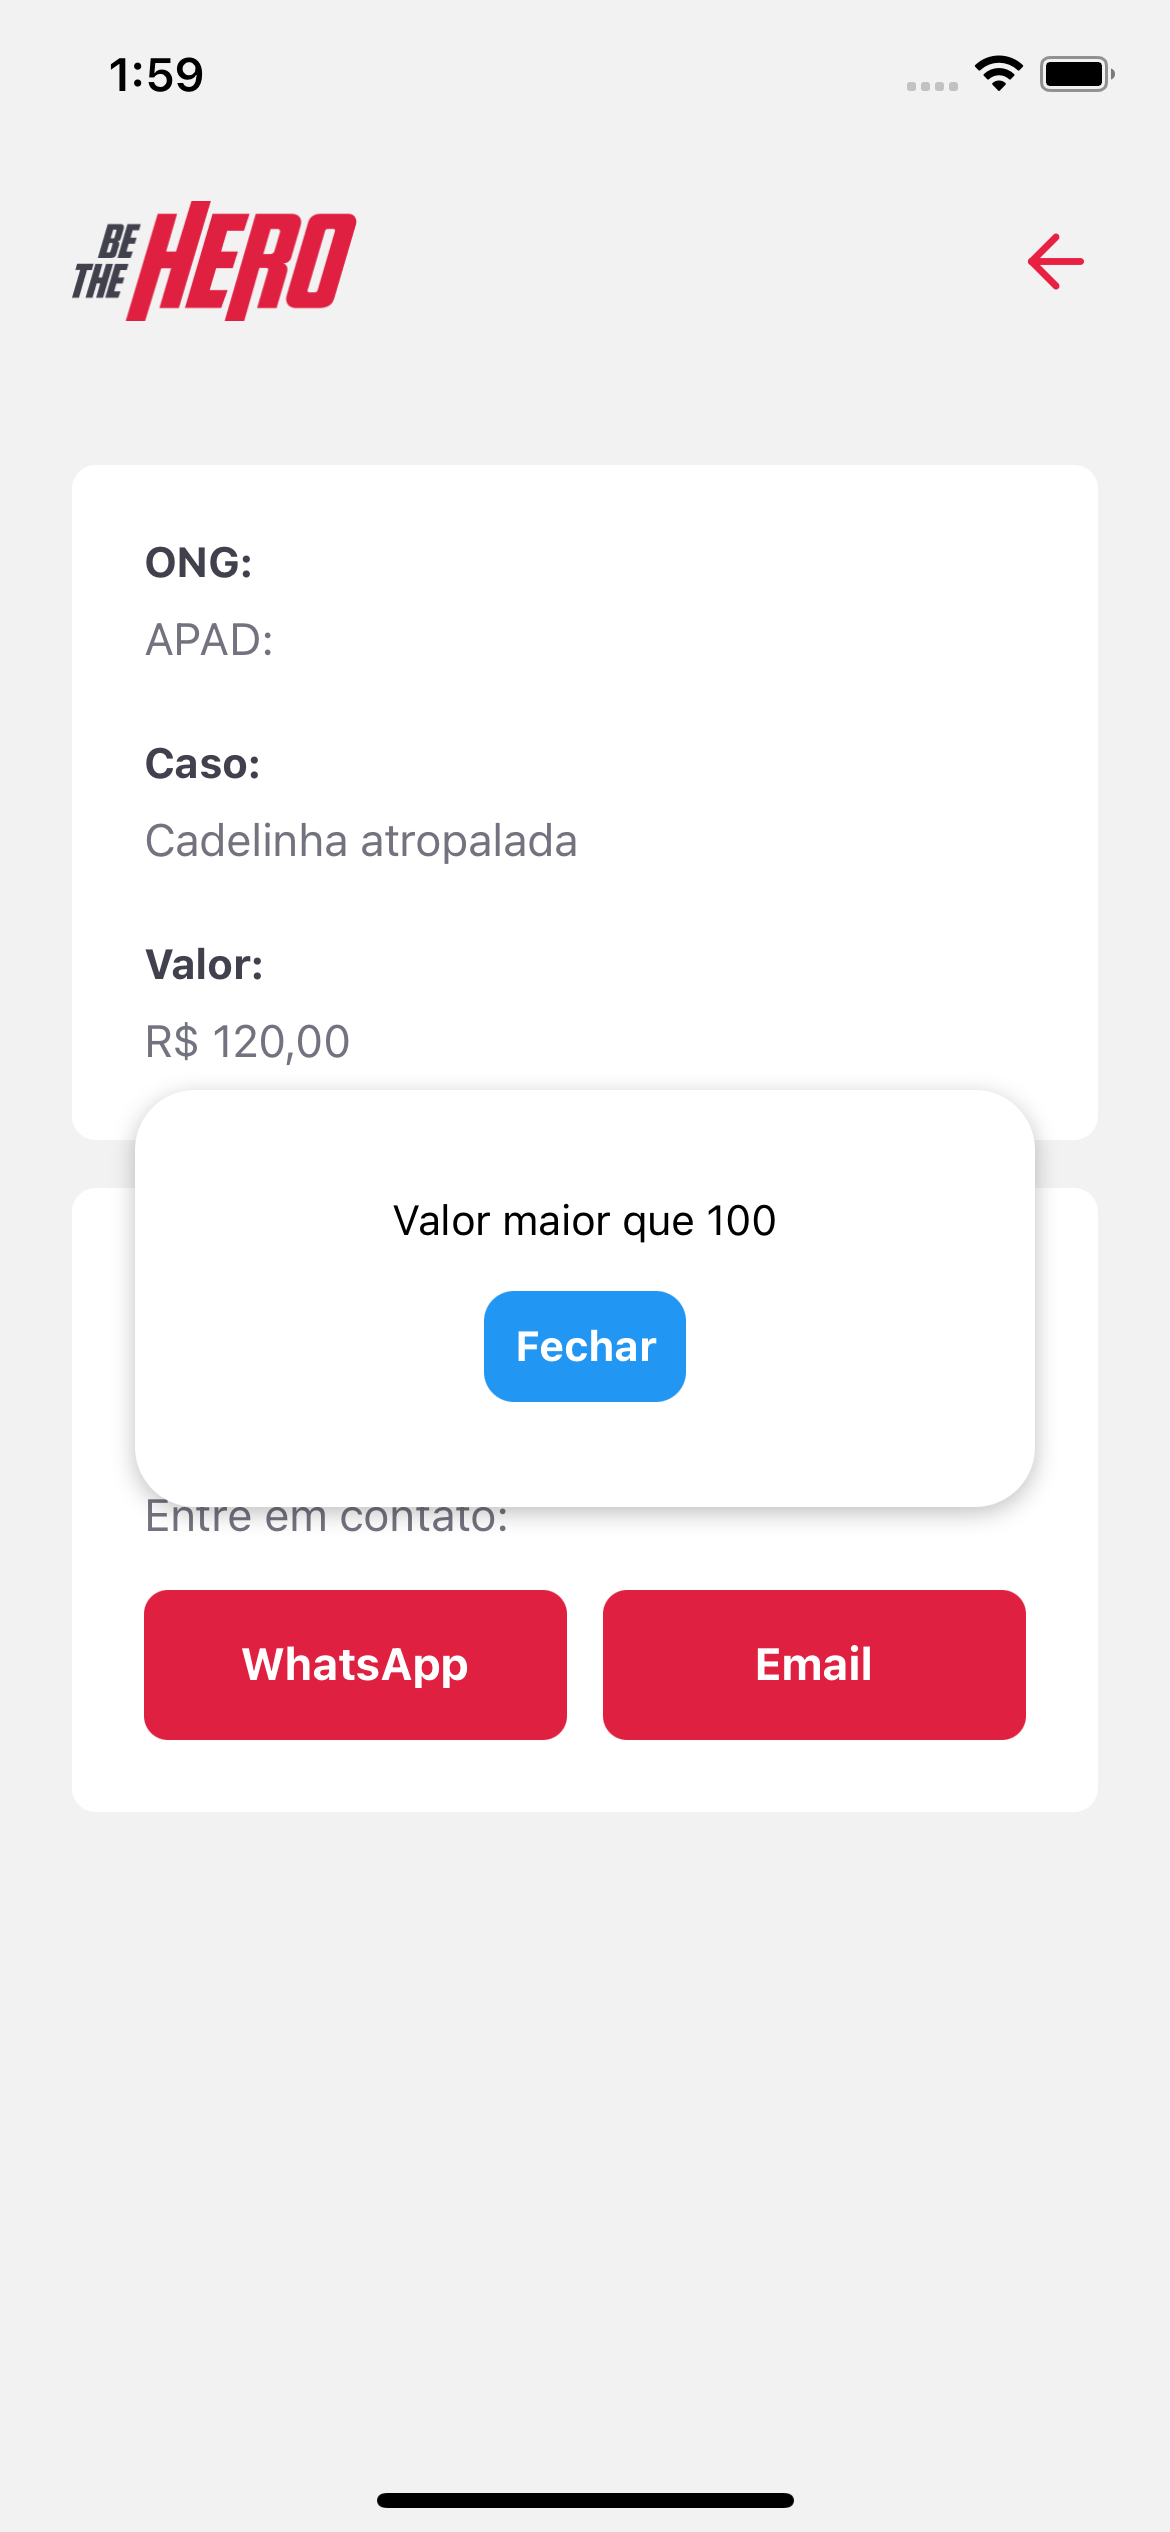 1:59
BE
THE
HERO
ONG:
APAD:
Caso:
Cadelinha atropalada
Valor:
R$ 120,00
Valor maior que 100
Fechar
Entre em contato:
WhatsApp
Email